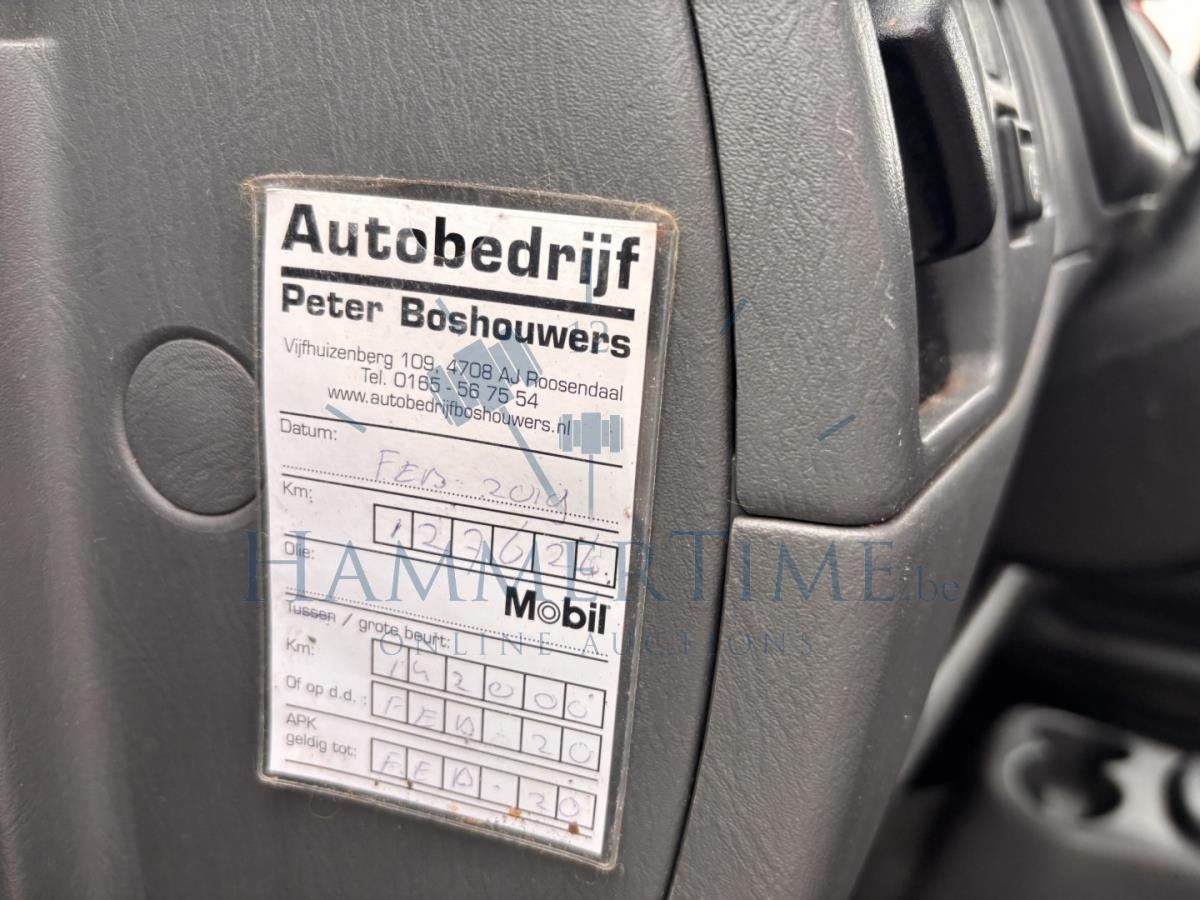 Autobedrijf
Peter Boshouwers
Vijfhuizenberg 109, 4708 AJ Roosendaal
Tel. 0165 - 56 75 54
www.autobedrijfboshouwers.nl
Datum:
FEB - 2019
Km:
Olie:
Mobil
Tussen / grote beurt:
Km: 142000
Of op d.d. : FEB-20
APK
geldig tot: FEB-20
HAMMERTIME.be
ONLINE AUCTIONS
12